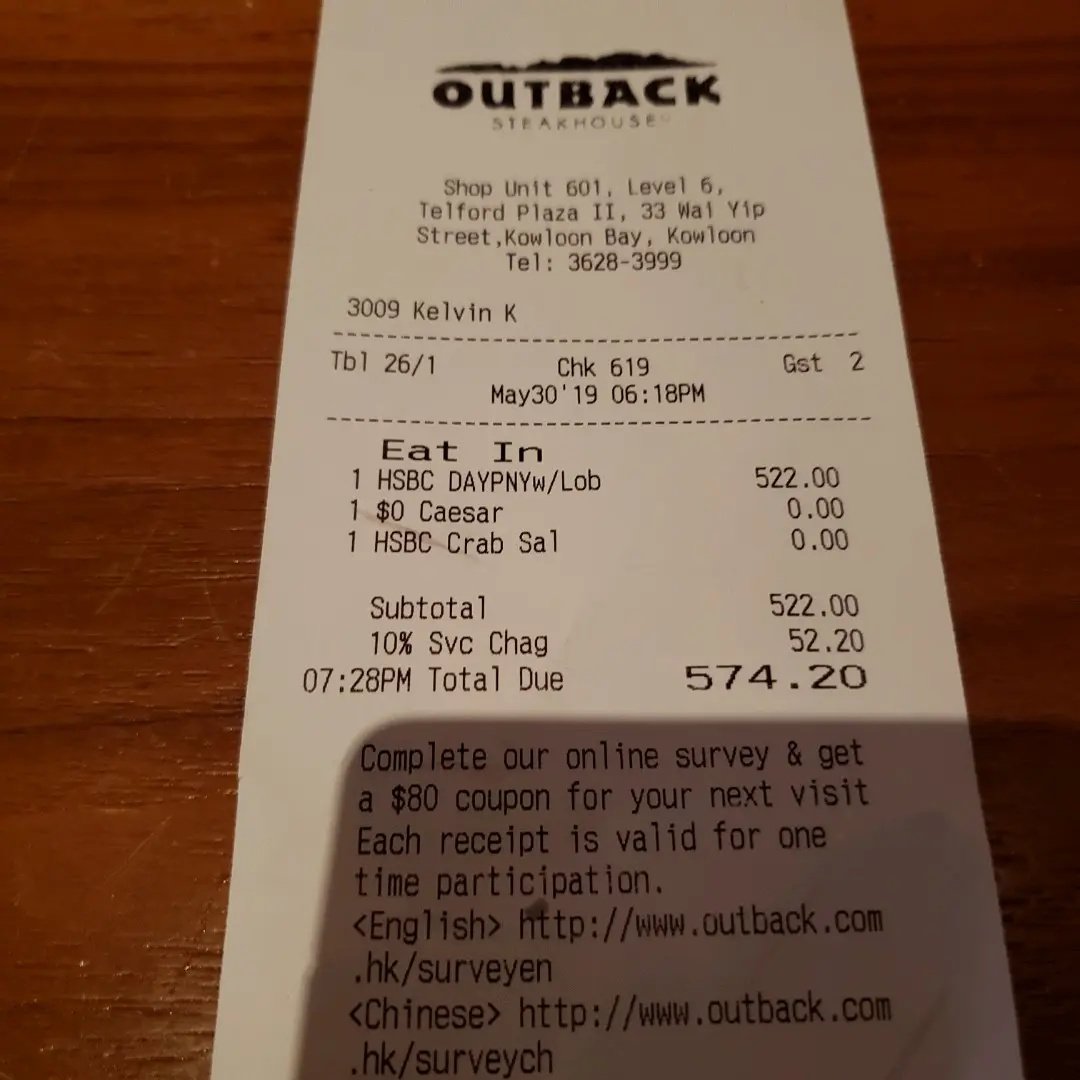 OUTBACK
STEAKHOUSE
Shop Unit 601, Level 6,
Telford Plaza II, 33 Wai Yip
Street,Kowloon Bay, Kowloon
Tel: 3628-3999
3009 Kelvin K
Tbl 26/1 Chk 619 Gst 2
May30'19 06:18PM
Eat In
1 HSBC DAYPNYw/Lob 522.00
1 $0 Caesar 0.00
1 HSBC Crab Sal 0.00
Subtotal 522.00
10% Svc Chag 52.20
07:28PM Total Due 574.20
Complete our online survey & get
a $80 coupon for your next visit
Each receipt is valid for one
time participation.
<English> http://www.outback.com
.hk/surveyen
<Chinese> http://www.outback.com
.hk/surveych